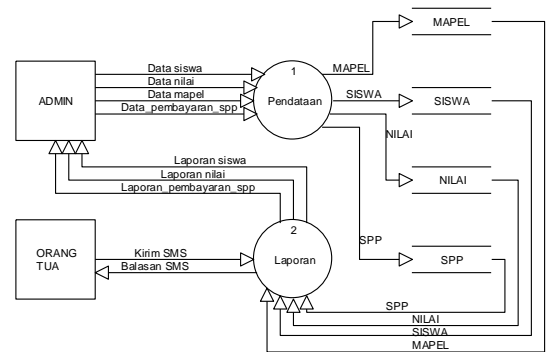 MAPEL
Data siswa
Data nilai
Data mapel
Data_pembayaran_spp
1
Pendataan
MAPEL
ADMIN
SISWA
SISWA
NILAI
NILAI
Laporan siswa
Laporan nilai
Laporan_pembayaran_spp
2
Laporan
SPP
SPP
ORANG
TUA
Kirim SMS
Balasan SMS
SPP
NILAI
SISWA
MAPEL